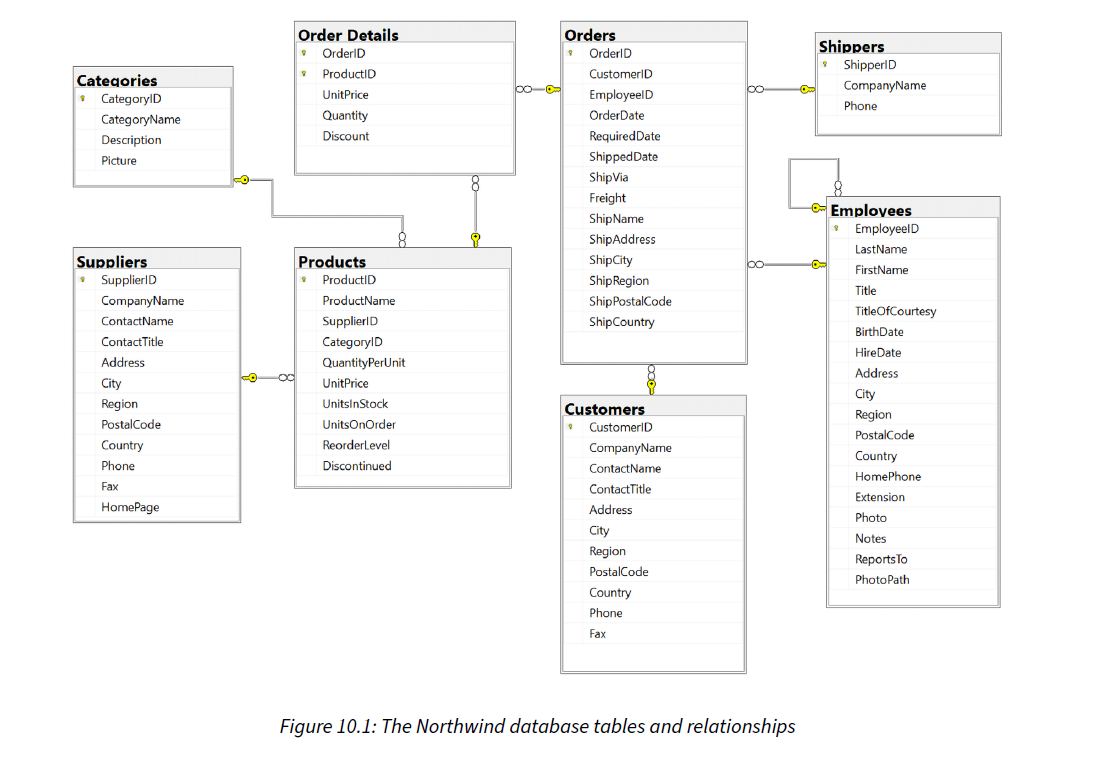 Order Details
OrderID
ProductID
UnitPrice
Quantity
Discount
Orders
OrderID
CustomerID
EmployeeID
OrderDate
RequiredDate
ShippedDate
ShipVia
Freight
ShipName
ShipAddress
ShipCity
ShipRegion
ShipPostalCode
ShipCountry
Shippers
ShipperID
CompanyName
Phone
Categories
CategoryID
CategoryName
Description
Picture
Employees
EmployeeID
LastName
FirstName
Title
TitleOfCourtesy
BirthDate
HireDate
Address
City
Region
PostalCode
Country
HomePhone
Extension
Photo
Notes
ReportsTo
PhotoPath
Suppliers
SupplierID
CompanyName
ContactName
ContactTitle
Address
City
Region
PostalCode
Country
Phone
Fax
HomePage
Products
ProductID
ProductName
SupplierID
CategoryID
QuantityPerUnit
UnitPrice
UnitsInStock
UnitsOnOrder
ReorderLevel
Discontinued
Customers
CustomerID
CompanyName
ContactName
ContactTitle
Address
City
Region
PostalCode
Country
Phone
Fax
Figure 10.1: The Northwind database tables and relationships